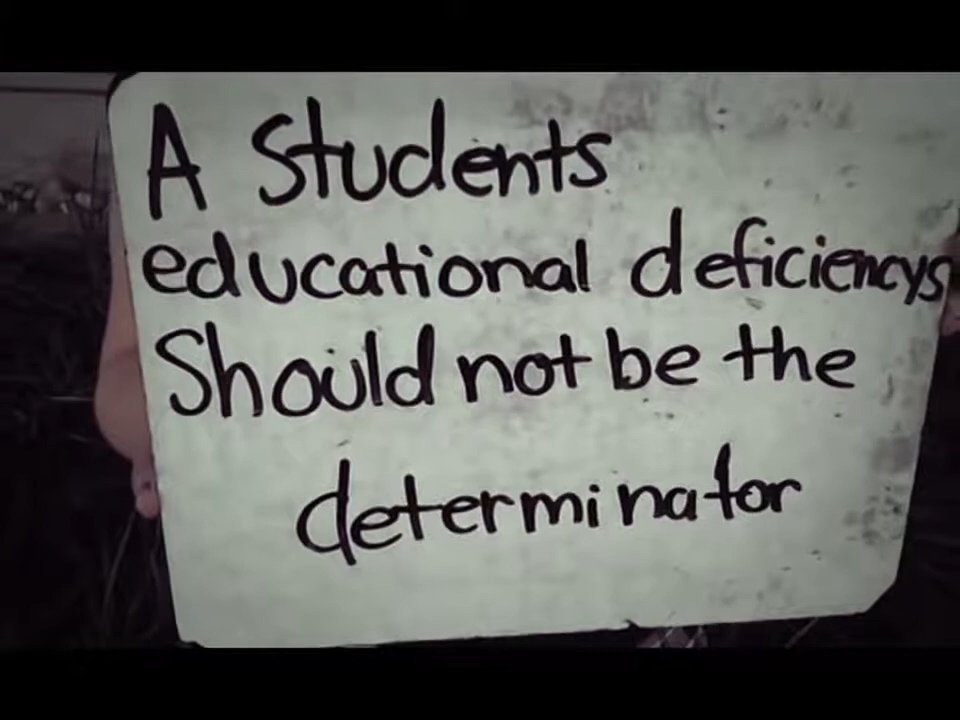 A Students
educational deficiencys
Should not be the
determinator